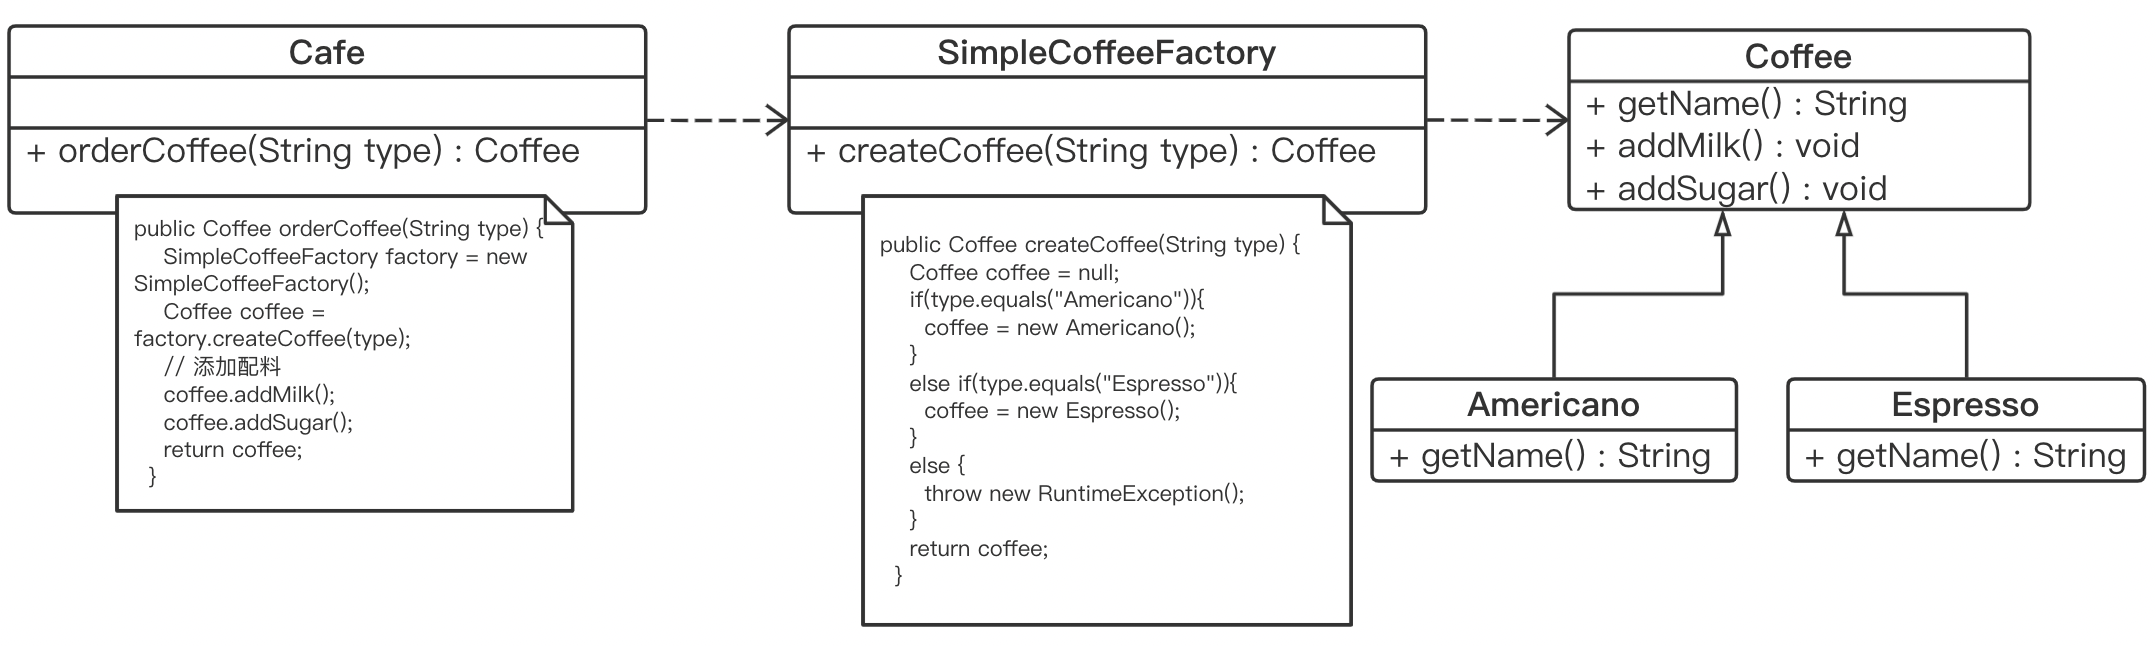 Cafe
+ orderCoffee(String type) : Coffee
public Coffee orderCoffee(String type) {
SimpleCoffeeFactory factory = new
SimpleCoffeeFactory();
Coffee coffee =
factory.createCoffee(type);
// 添加配料
coffee.addMilk();
coffee.addSugar();
return coffee;
}
SimpleCoffeeFactory
+ createCoffee(String type) : Coffee
public Coffee createCoffee(String type) {
Coffee coffee = null;
if(type.equals("Americano")){
coffee = new Americano();
}
else if(type.equals("Espresso")){
coffee = new Espresso();
}
else {
throw new RuntimeException();
}
return coffee;
}
Coffee
+ getName() : String
+ addMilk() : void
+ addSugar() : void
Americano
+ getName() : String
Espresso
+ getName() : String